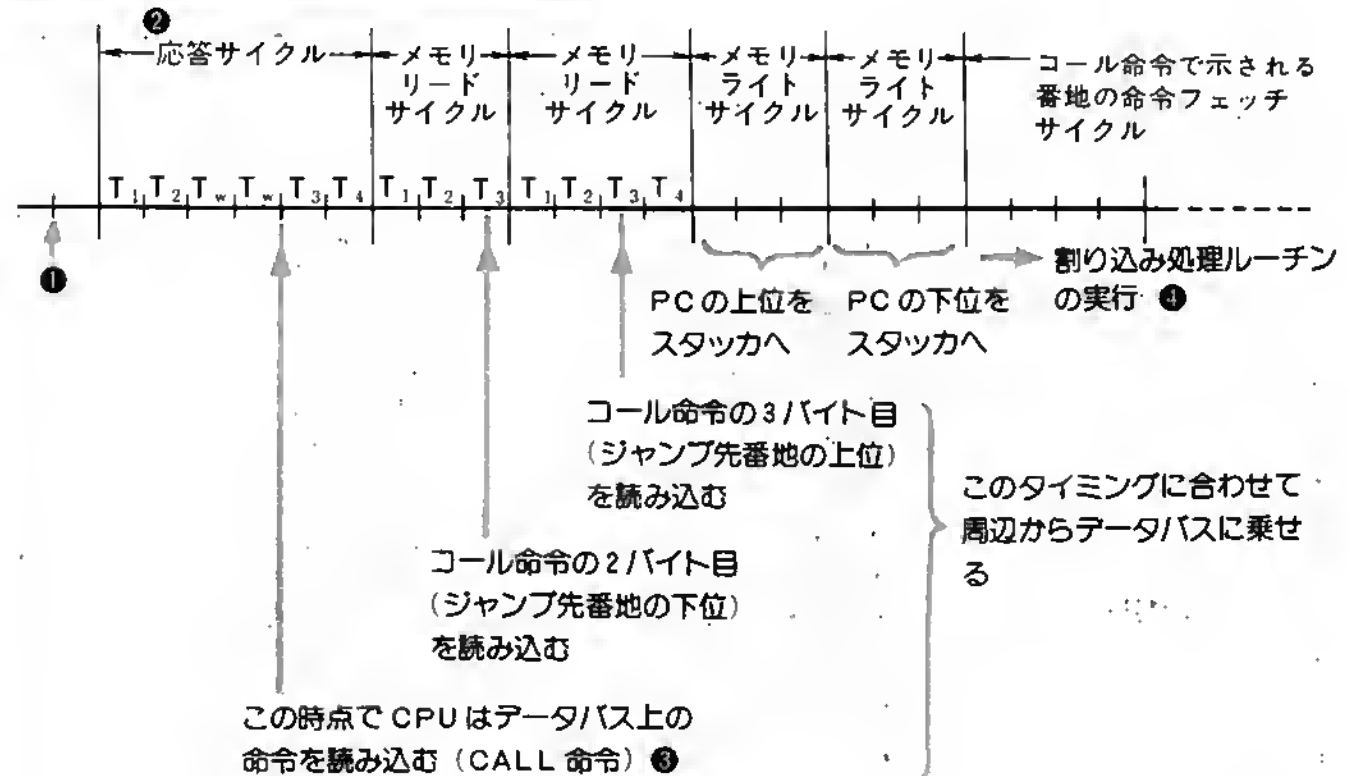 ❷
応答サイクル
メモリ
リード
サイクル
メモリ
リード
サイクル
メモリ
ライト
サイクル
メモリ
ライト
サイクル
コール命令で示される
番地の命令フェッチ
サイクル
T1 T2 Tw Tw T3 T4 T1 T2 T3 T1 T2 T3 T4
❶
PCの上位を
スタッカへ
PCの下位を
スタッカへ
割り込み処理ルーチン
の実行 ❹
コール命令の3バイト目
(ジャンプ先番地の上位)
を読み込む
このタイミングに合わせて
周辺からデータバスに乗せ
る
コール命令の2バイト目
(ジャンプ先番地の下位)
を読み込む
この時点でCPUはデータバス上の
命令を読み込む(CALL命令)❸